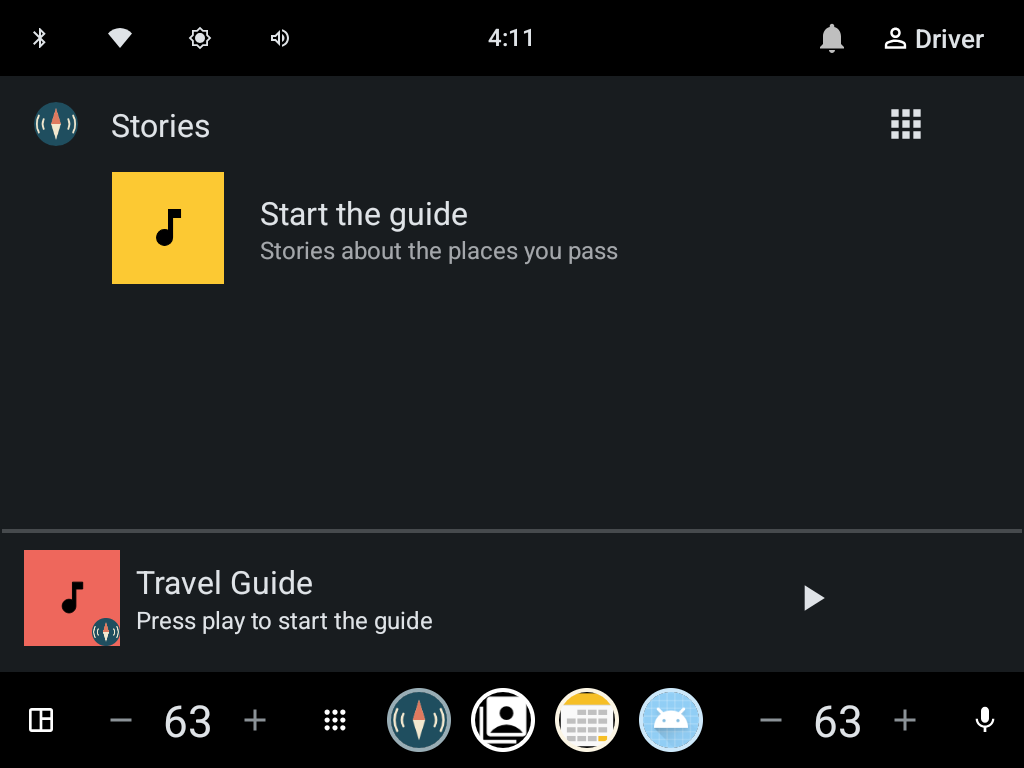 4:11
Driver
Stories
Start the guide
Stories about the places you pass
Travel Guide
Press play to start the guide
63
63